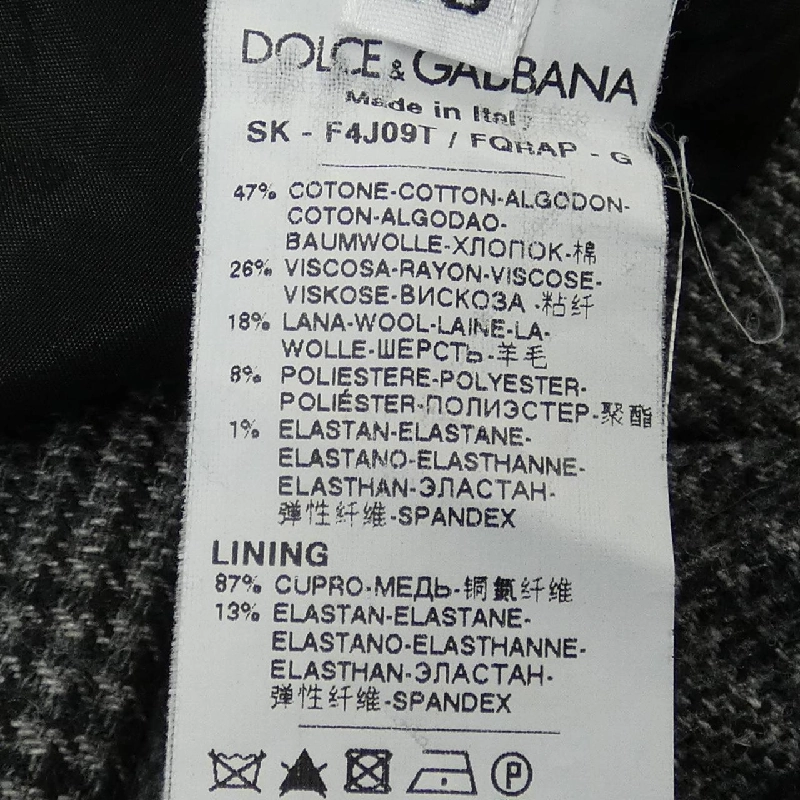 DOLCE & GABBANA
Made in Italy
SK - F4J09T / FQRAP - G
47% COTONE-COTTON-ALGODON-
COTON-ALGODAO-
BAUMWOLLE-ХЛОПОК-棉
26% VISCOSA-RAYON-VISCOSE-
VISKOSE-ВИСКОЗА -粘纤
18% LANA-WOOL-LAINE-LA-
WOLLE-ШЕРСТЬ-羊毛
8% POLIESTERE-POLYESTER-
POLIÉSTER-ПОЛИЭСТЕР-聚酯
1% ELASTAN-ELASTANE-
ELASTANO-ELASTHANNE-
ELASTHAN-ЭЛАСТАН-
弹性纤维-SPANDEX
LINING
87% CUPRO-МЕДЬ-铜氨纤维
13% ELASTAN-ELASTANE-
ELASTANO-ELASTHANNE-
ELASTHAN-ЭЛАСТАН-
弹性纤维-SPANDEX
P